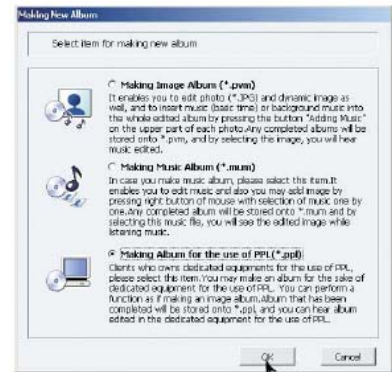 Making New Album
Select item for making new album
Making Image Album (*.pvm)
It enables you to edit photo (*.JPG) and dynamic image as
well, and to insert music (basic time) or background music into
the whole edited album by pressing the button "Adding Music"
on the upper part of each photo.Any completed albums will be
stored onto *.pvm, and by selecting this image, you will hear
music edited.
Making Music Album (*.mum)
In case you make music album, please select this item.It
enables you to edit music and also you may add image by
pressing right button of mouse with selection of music one by
one.Any completed album will be stored onto *.mum and by
selecting this music file, you will see the edited image while
listening music.
Making Album for the use of PPL(*.ppl)
Clients who owns dedicated equipments for the use of PPL,
please select this item.You may make an album for the sake of
dedicated equipment for the use of PPL. You can perform a
function as if making an image album.Album that has been
completed will be stored onto *.ppl, and you can hear album
edited in the dedicated equipment for the use of PPL.
OK
Cancel